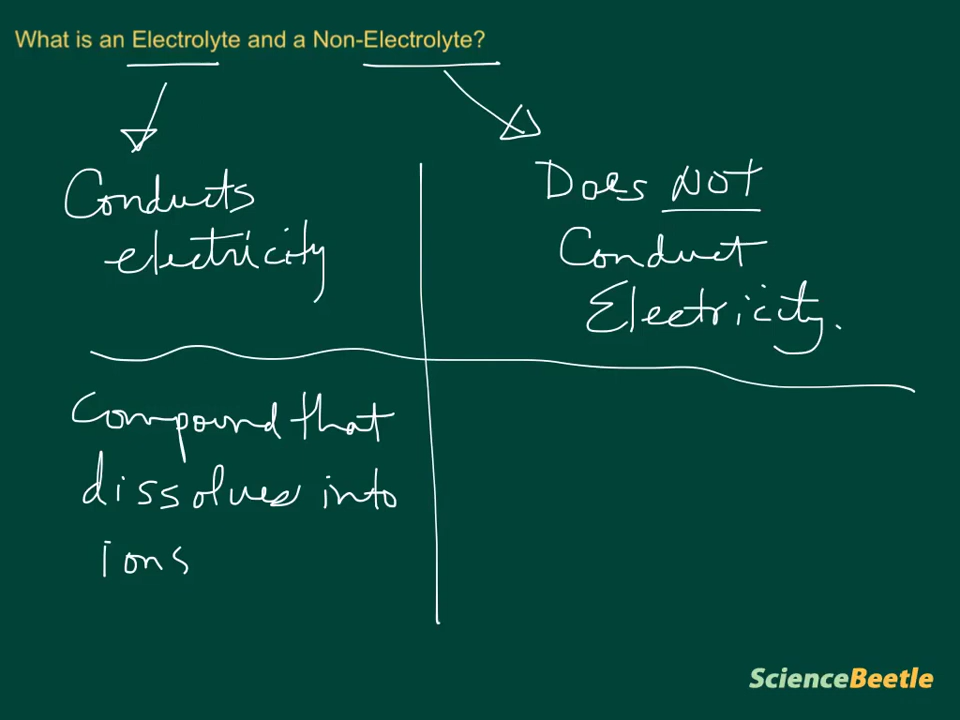 What is an Electrolyte and a Non-Electrolyte?
Conducts
electricity
Does NOT
Conduct
Electricity.
Compound that
dissolves into
ions
ScienceBeetle